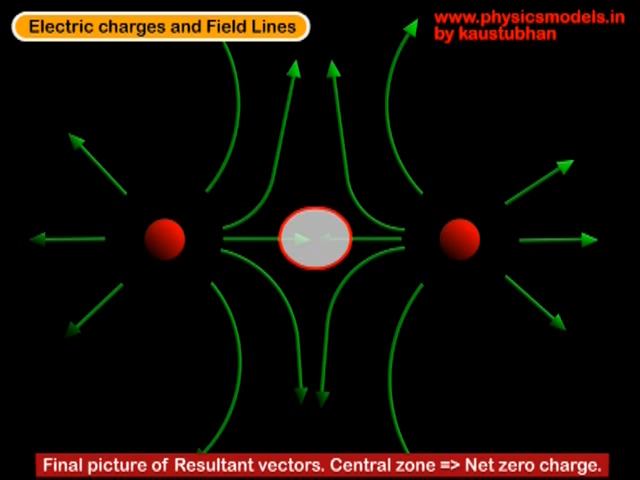 Electric charges and Field Lines
www.physicsmodels.in
by kaustubhan
Final picture of Resultant vectors. Central zone => Net zero charge.